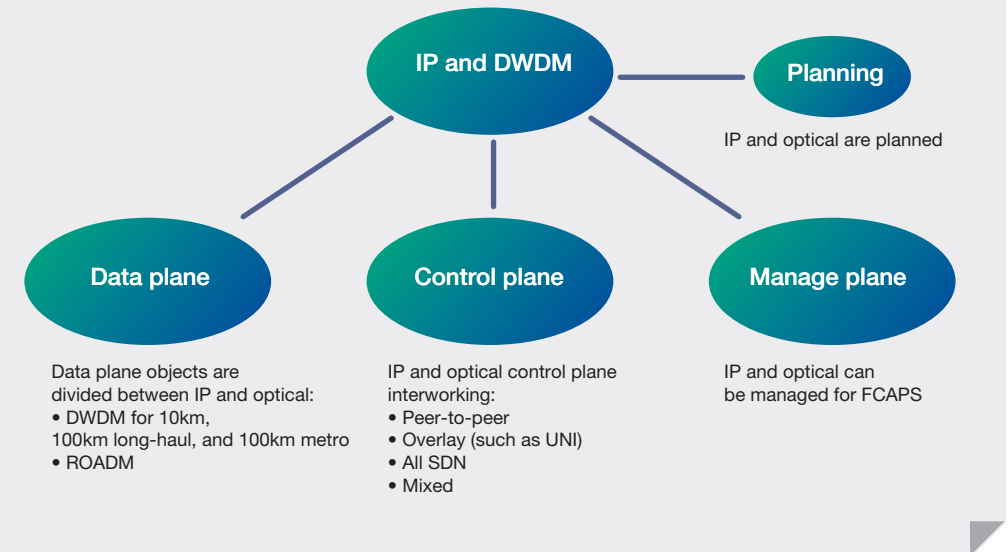 IP and DWDM
Planning
IP and optical are planned
Data plane
Control plane
Manage plane
Data plane objects are
divided between IP and optical:
• DWDM for 10km,
100km long-haul, and 100km metro
• ROADM
IP and optical control plane
interworking:
• Peer-to-peer
• Overlay (such as UNI)
• All SDN
• Mixed
IP and optical can
be managed for FCAPS